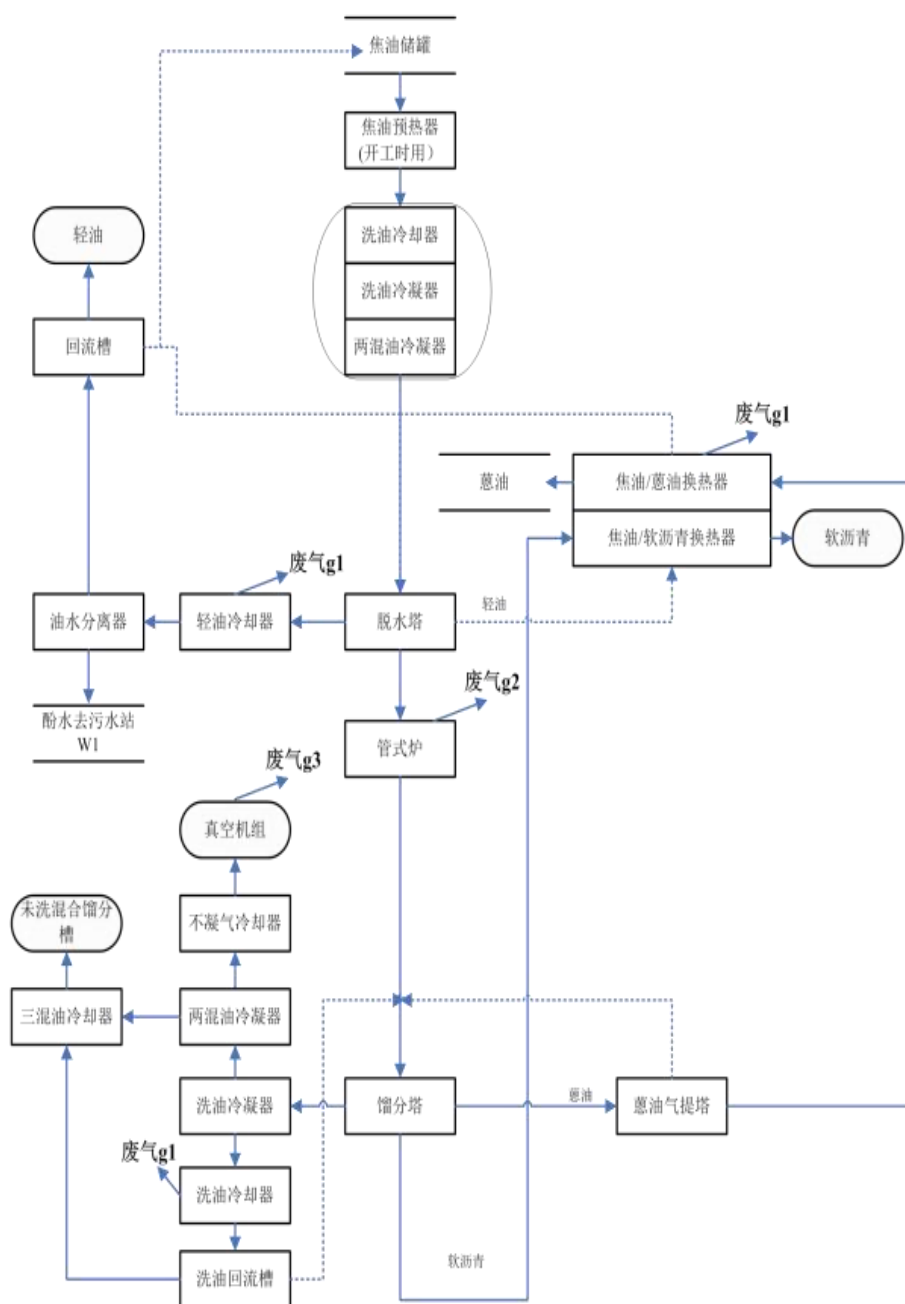 焦油储罐
焦油预热器
(开工时用）
轻油
洗油冷却器
洗油冷凝器
回流槽
两混油冷凝器
废气g1
蒽油
焦油/蒽油换热器
焦油/软沥青换热器
软沥青
废气g1
油水分离器
轻油冷却器
脱水塔
轻油
废气g2
酚水去污水站
W1
管式炉
废气g3
真空机组
未洗混合馏分
槽
不凝气冷却器
三混油冷却器
两混油冷凝器
洗油冷凝器
馏分塔
蒽油
蒽油气提塔
废气g1
洗油冷却器
软沥青
洗油回流槽